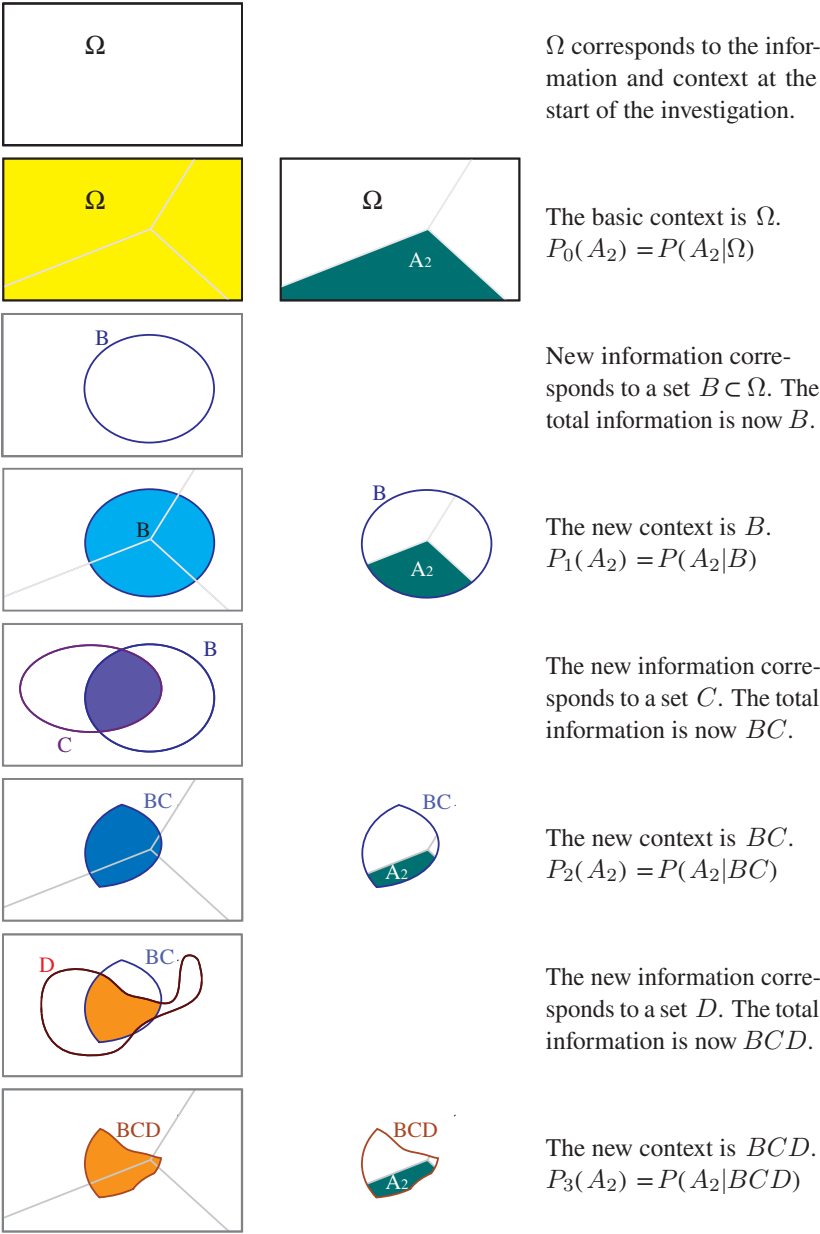 Ω
Ω corresponds to the infor-
mation and context at the
start of the investigation.
Ω
Ω
A2
The basic context is Ω.
P0(A2) = P(A2|Ω)
B
New information corre-
sponds to a set B ⊂ Ω. The
total information is now B.
B
B
A2
The new context is B.
P1(A2) = P(A2|B)
B
C
The new information corre-
sponds to a set C. The total
information is now BC.
BC
BC
A2
The new context is BC.
P2(A2) = P(A2|BC)
D
BC
The new information corre-
sponds to a set D. The total
information is now BCD.
BCD
BCD
A2
The new context is BCD.
P3(A2) = P(A2|BCD)